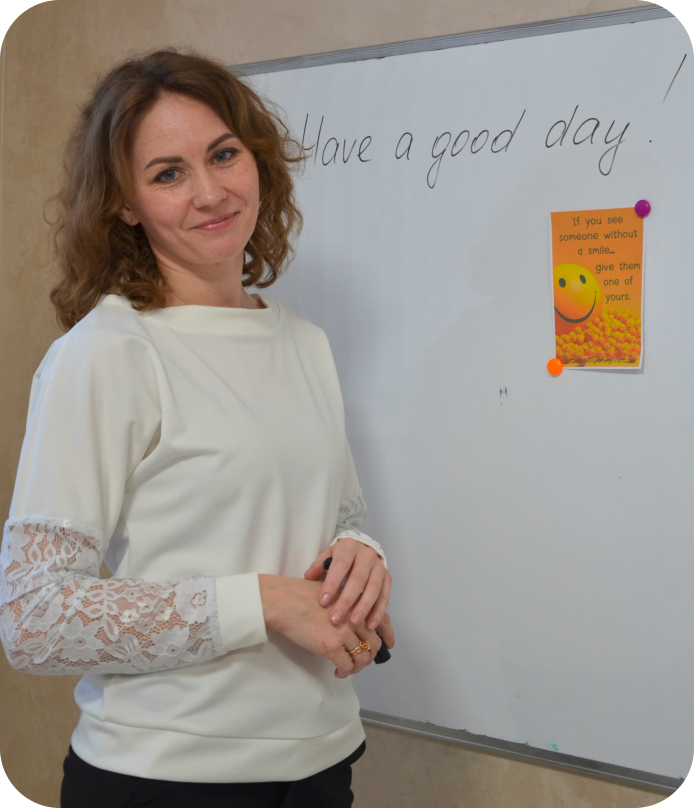 Have a good day!
If you see
someone without
a smile...
give them
one of
yours.